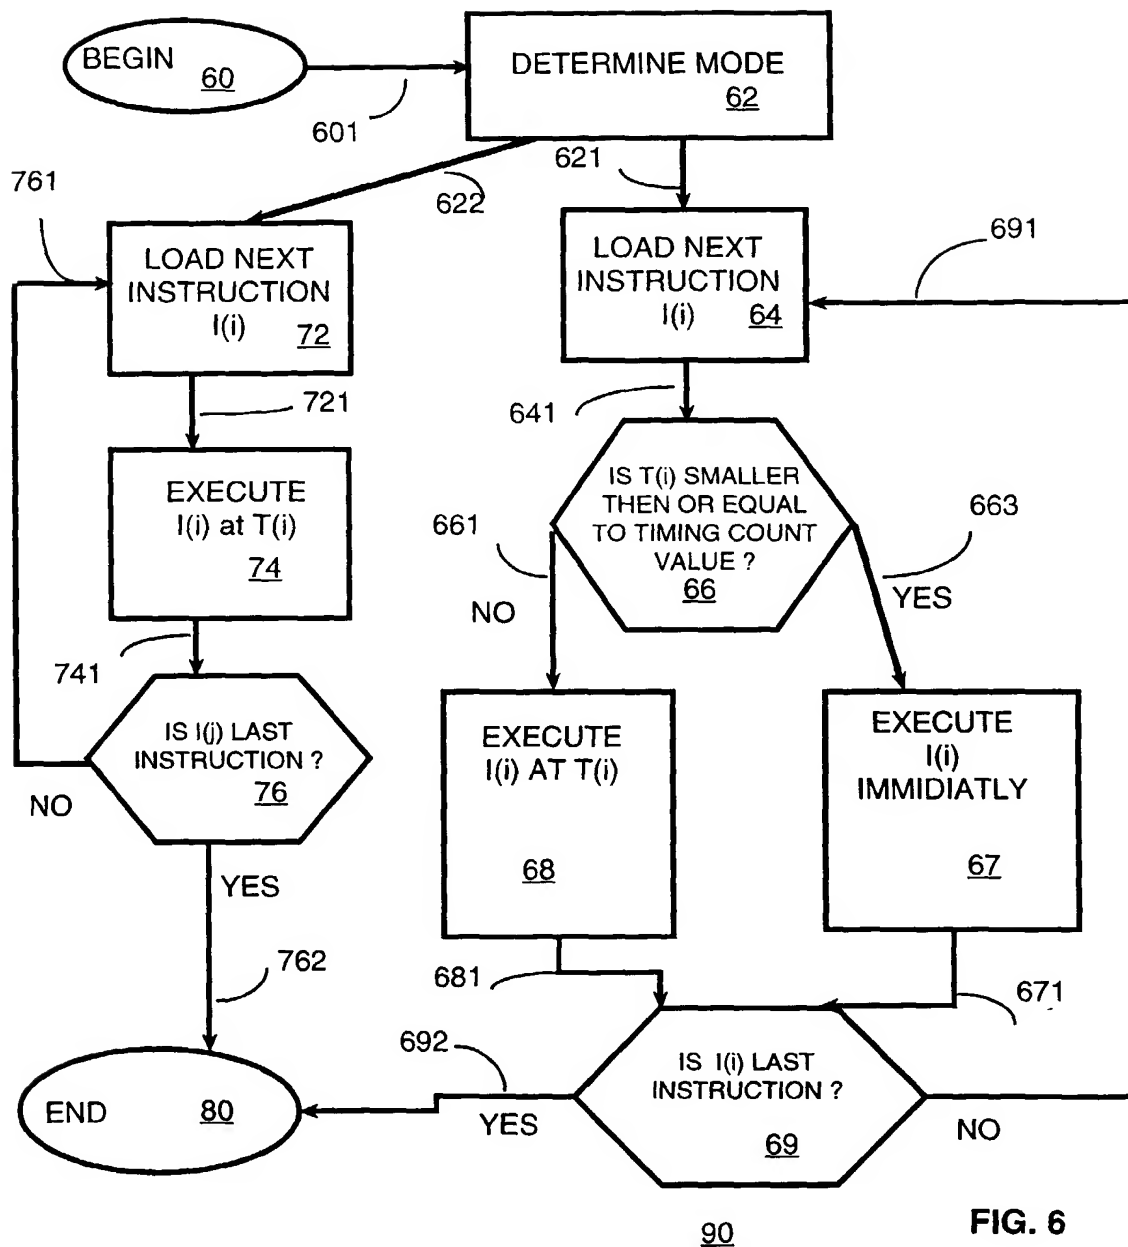 BEGIN
60
DETERMINE MODE
62
601
621
622
761
LOAD NEXT
INSTRUCTION
I(i)
72
LOAD NEXT
INSTRUCTION
I(i)
64
691
721
641
EXECUTE
I(i) at T(i)
74
IS T(i) SMALLER
THEN OR EQUAL
TO TIMING COUNT
VALUE ?
66
661
NO
663
YES
741
IS I(j) LAST
INSTRUCTION ?
76
NO
YES
EXECUTE
I(i) AT T(i)
68
EXECUTE
I(i)
IMMIDIATLY
67
762
681
671
692
IS I(i) LAST
INSTRUCTION ?
69
YES
NO
END
80
90
FIG. 6